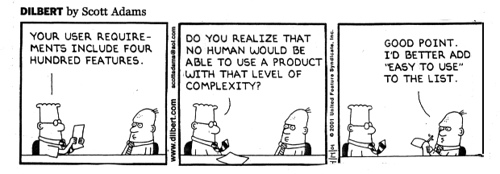 DILBERT by Scott Adams
YOUR USER REQUIRE-
MENTS INCLUDE FOUR
HUNDRED FEATURES.
www.dilbert.com
scottadams@aol.com
DO YOU REALIZE THAT
NO HUMAN WOULD BE
ABLE TO USE A PRODUCT
WITH THAT LEVEL OF
COMPLEXITY?
© 2001 United Feature Syndicate, Inc.
GOOD POINT.
I'D BETTER ADD
"EASY TO USE"
TO THE LIST.